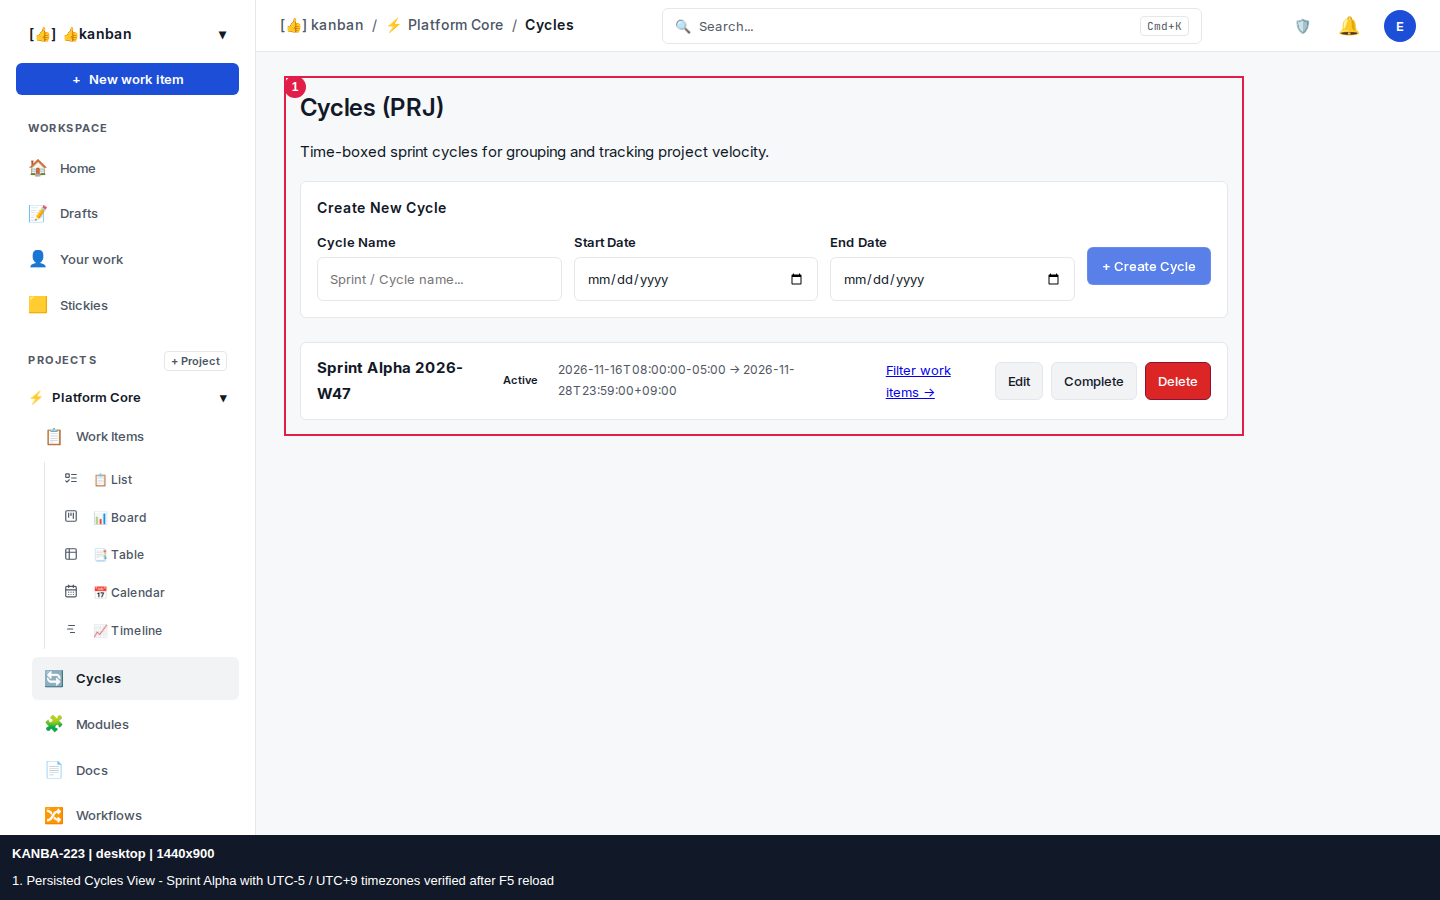 [👍] 👍kanban ▾
+ New work item
WORKSPACE
🏠 Home
📝 Drafts
👤 Your work
🟨 Stickies
PROJECTS + Project
⚡ Platform Core ▾
📋 Work Items
📋 List
📊 Board
📑 Table
📅 Calendar
📈 Timeline
🔄 Cycles
🧩 Modules
📄 Docs
🔀 Workflows
[👍] kanban / ⚡ Platform Core / Cycles
🔍 Search... Cmd+K
E
1
Cycles (PRJ)
Time-boxed sprint cycles for grouping and tracking project velocity.
Create New Cycle
Cycle Name Start Date End Date
Sprint / Cycle name... mm/dd/yyyy mm/dd/yyyy + Create Cycle
Sprint Alpha 2026-
W47
Active
2026-11-16T08:00:00-05:00 → 2026-11-
28T23:59:00+09:00
Filter work
items →
Edit Complete Delete
KANBA-223 | desktop | 1440x900
1. Persisted Cycles View - Sprint Alpha with UTC-5 / UTC+9 timezones verified after F5 reload